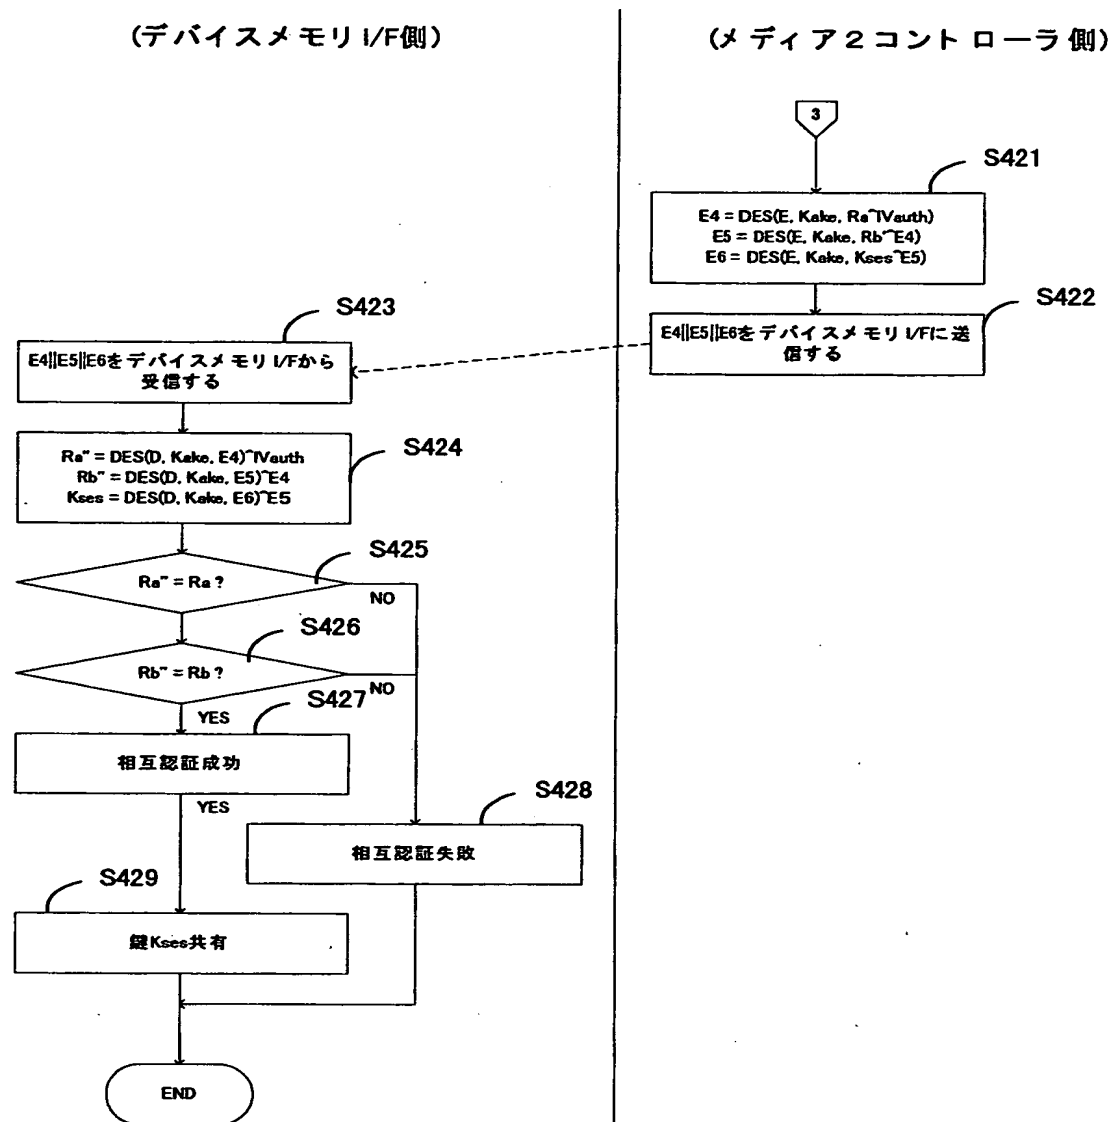 (デバイスメモリI/F側)
(メディア2コントローラ側)
3
S421
E4 = DES(E, Kake, Ra^IVauth)
E5 = DES(E, Kake, Rb'^E4)
E6 = DES(E, Kake, Kses^E5)
S422
E4||E5||E6をデバイスメモリI/Fに送
信する
S423
E4||E5||E6をデバイスメモリI/Fから
受信する
S424
Ra" = DES(D, Kake, E4)^IVauth
Rb" = DES(D, Kake, E5)^E4
Kses = DES(D, Kake, E6)^E5
S425
Ra" = Ra ?
NO
S426
Rb" = Rb ?
NO
YES
S427
相互認証成功
YES
S428
相互認証失敗
S429
鍵Kses共有
END